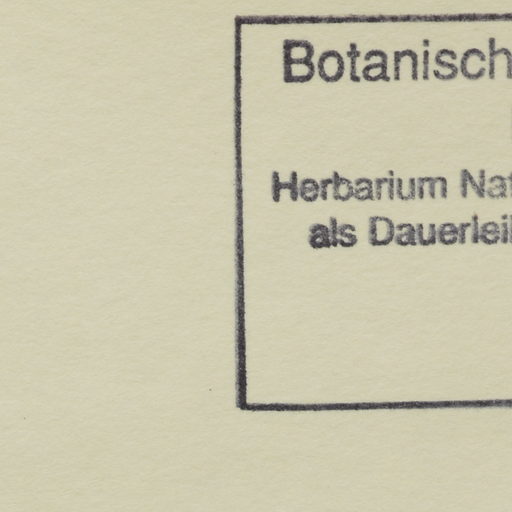 Botanisch
Herbarium Nat
als Dauerlei